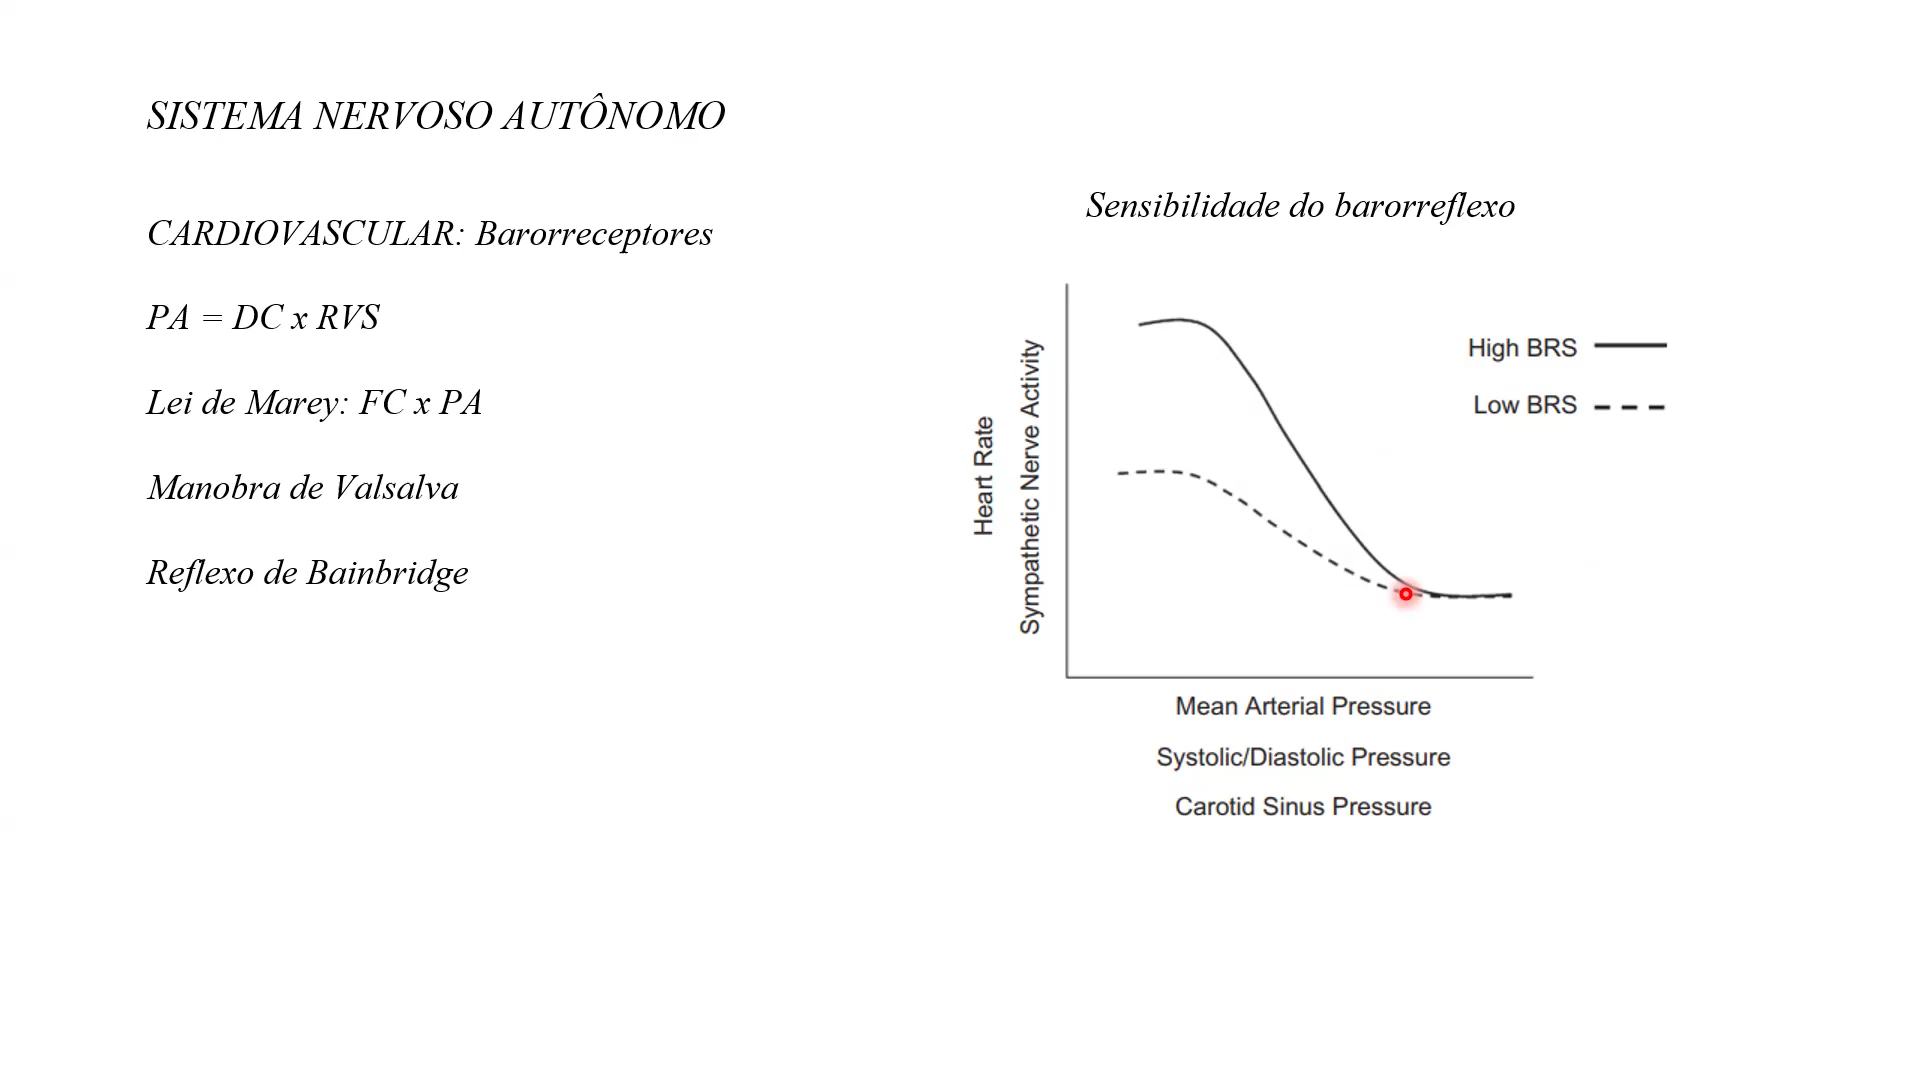 SISTEMA NERVOSO AUTÔNOMO
CARDIOVASCULAR: Barorreceptores
PA = DC x RVS
Lei de Marey: FC x PA
Manobra de Valsalva
Reflexo de Bainbridge
Sensibilidade do barorreflexo
High BRS
Low BRS
Heart Rate
Sympathetic Nerve Activity
Mean Arterial Pressure
Systolic/Diastolic Pressure
Carotid Sinus Pressure